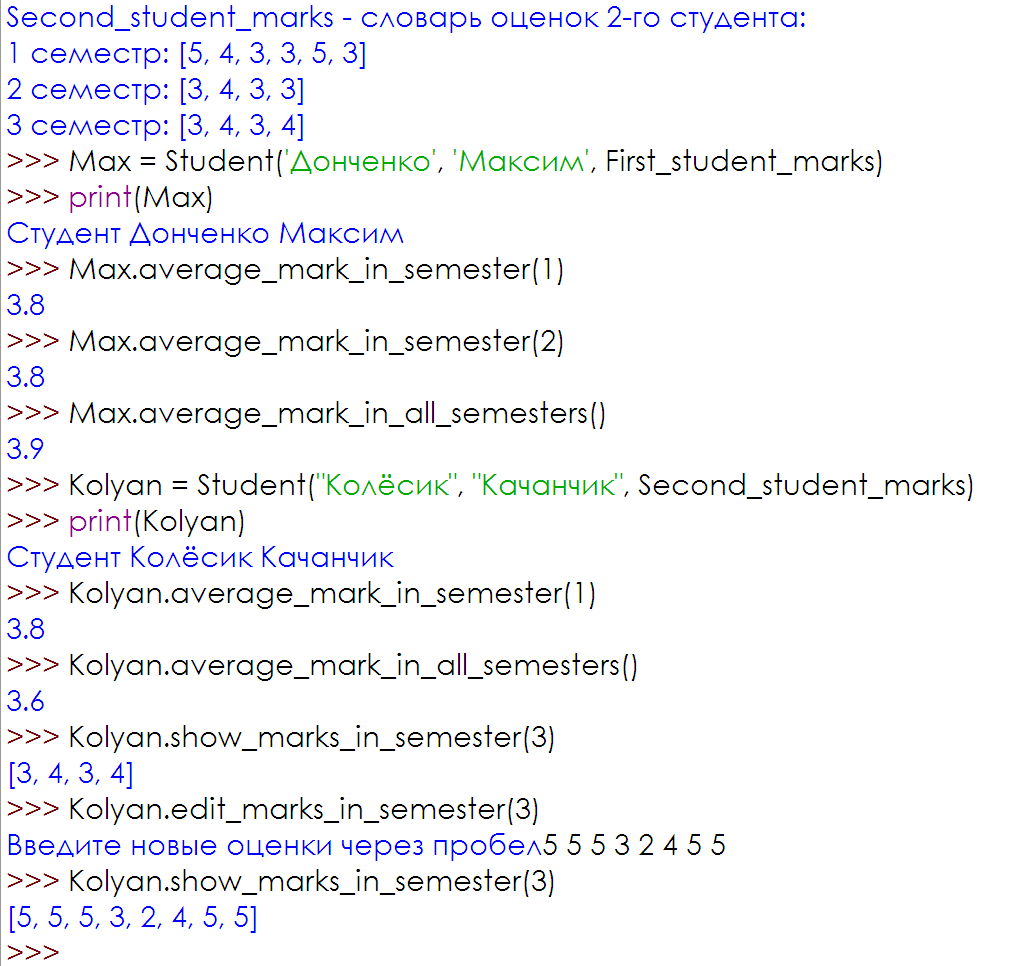 Second_student_marks - словарь оценок 2-го студента:
1 семестр: [5, 4, 3, 3, 5, 3]
2 семестр: [3, 4, 3, 3]
3 семестр: [3, 4, 3, 4]
>>> Max = Student('Донченко', 'Максим', First_student_marks)
>>> print(Max)
Студент Донченко Максим
>>> Max.average_mark_in_semester(1)
3.8
>>> Max.average_mark_in_semester(2)
3.8
>>> Max.average_mark_in_all_semesters()
3.9
>>> Kolyan = Student("Колёсик", "Качанчик", Second_student_marks)
>>> print(Kolyan)
Студент Колёсик Качанчик
>>> Kolyan.average_mark_in_semester(1)
3.8
>>> Kolyan.average_mark_in_all_semesters()
3.6
>>> Kolyan.show_marks_in_semester(3)
[3, 4, 3, 4]
>>> Kolyan.edit_marks_in_semester(3)
Введите новые оценки через пробел5 5 5 3 2 4 5 5
>>> Kolyan.show_marks_in_semester(3)
[5, 5, 5, 3, 2, 4, 5, 5]
>>>